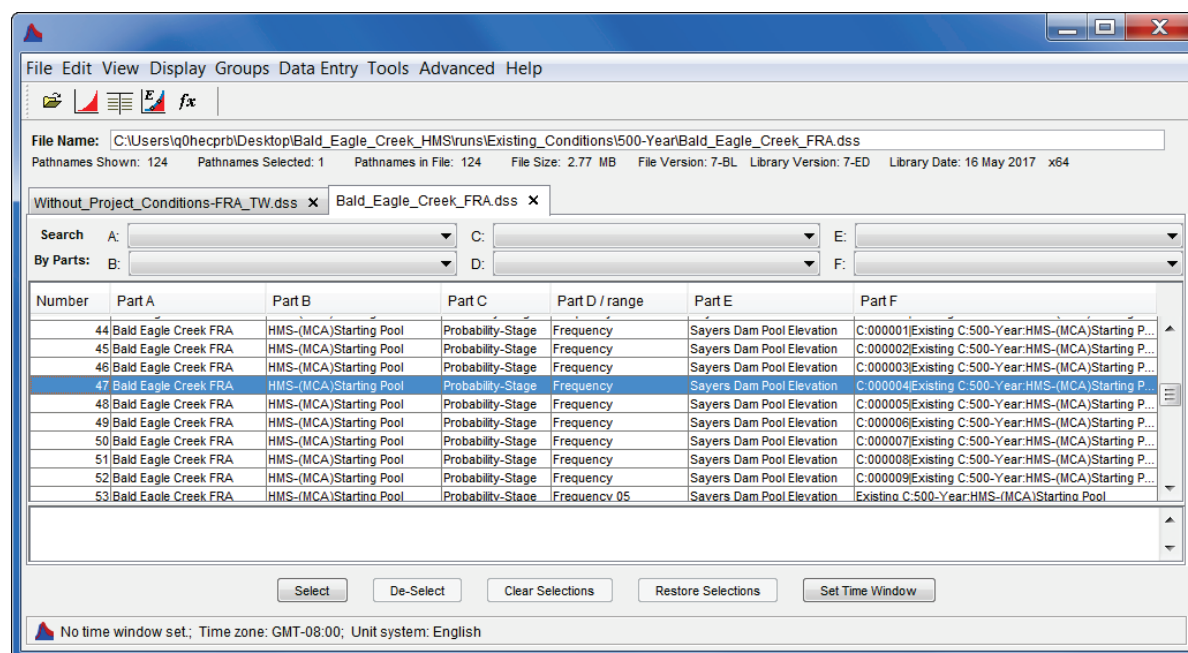 File Edit View Display Groups Data Entry Tools Advanced Help
E fx
File Name: C:\Users\q0hecprb\Desktop\Bald_Eagle_Creek_HMS\runs\Existing_Conditions\500-Year\Bald_Eagle_Creek_FRA.dss
Pathnames Shown: 124 Pathnames Selected: 1 Pathnames in File: 124 File Size: 2.77 MB File Version: 7-BL Library Version: 7-ED Library Date: 16 May 2017 x64
Without_Project_Conditions-FRA_TW.dss x Bald_Eagle_Creek_FRA.dss x
Search A: C: E:
By Parts: B: D: F:
Number Part A Part B Part C Part D / range Part E Part F
44 Bald Eagle Creek FRA HMS-(MCA)Starting Pool Probability-Stage Frequency Sayers Dam Pool Elevation C:000001|Existing C:500-Year:HMS-(MCA)Starting P...
45 Bald Eagle Creek FRA HMS-(MCA)Starting Pool Probability-Stage Frequency Sayers Dam Pool Elevation C:000002|Existing C:500-Year:HMS-(MCA)Starting P...
46 Bald Eagle Creek FRA HMS-(MCA)Starting Pool Probability-Stage Frequency Sayers Dam Pool Elevation C:000003|Existing C:500-Year:HMS-(MCA)Starting P...
47 Bald Eagle Creek FRA HMS-(MCA)Starting Pool Probability-Stage Frequency Sayers Dam Pool Elevation C:000004|Existing C:500-Year:HMS-(MCA)Starting P...
48 Bald Eagle Creek FRA HMS-(MCA)Starting Pool Probability-Stage Frequency Sayers Dam Pool Elevation C:000005|Existing C:500-Year:HMS-(MCA)Starting P...
49 Bald Eagle Creek FRA HMS-(MCA)Starting Pool Probability-Stage Frequency Sayers Dam Pool Elevation C:000006|Existing C:500-Year:HMS-(MCA)Starting P...
50 Bald Eagle Creek FRA HMS-(MCA)Starting Pool Probability-Stage Frequency Sayers Dam Pool Elevation C:000007|Existing C:500-Year:HMS-(MCA)Starting P...
51 Bald Eagle Creek FRA HMS-(MCA)Starting Pool Probability-Stage Frequency Sayers Dam Pool Elevation C:000008|Existing C:500-Year:HMS-(MCA)Starting P...
52 Bald Eagle Creek FRA HMS-(MCA)Starting Pool Probability-Stage Frequency Sayers Dam Pool Elevation C:000009|Existing C:500-Year:HMS-(MCA)Starting P...
53 Bald Eagle Creek FRA HMS-(MCA)Starting Pool Probability-Stage Frequency 05 Sayers Dam Pool Elevation Existing C:500-Year:HMS-(MCA)Starting Pool
Select De-Select Clear Selections Restore Selections Set Time Window
No time window set.; Time zone: GMT-08:00; Unit system: English